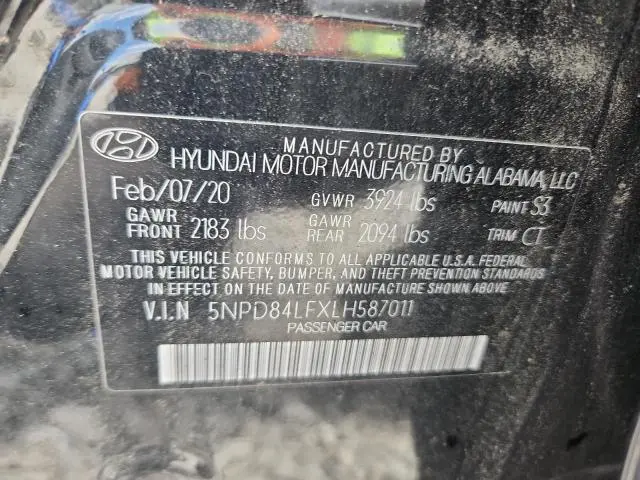 MANUFACTURED BY
HYUNDAI MOTOR MANUFACTURING ALABAMA, LLC
Feb/07/20 GVWR 3924 lbs PAINT S3
GAWR FRONT 2183 lbs GAWR REAR 2094 lbs TRIM CT
THIS VEHICLE CONFORMS TO ALL APPLICABLE U.S.A. FEDERAL
MOTOR VEHICLE SAFETY, BUMPER, AND THEFT PREVENTION STANDARDS
IN EFFECT ON THE DATE OF MANUFACTURE SHOWN ABOVE.
V.I.N 5NPD84LFXLH587011
PASSENGER CAR